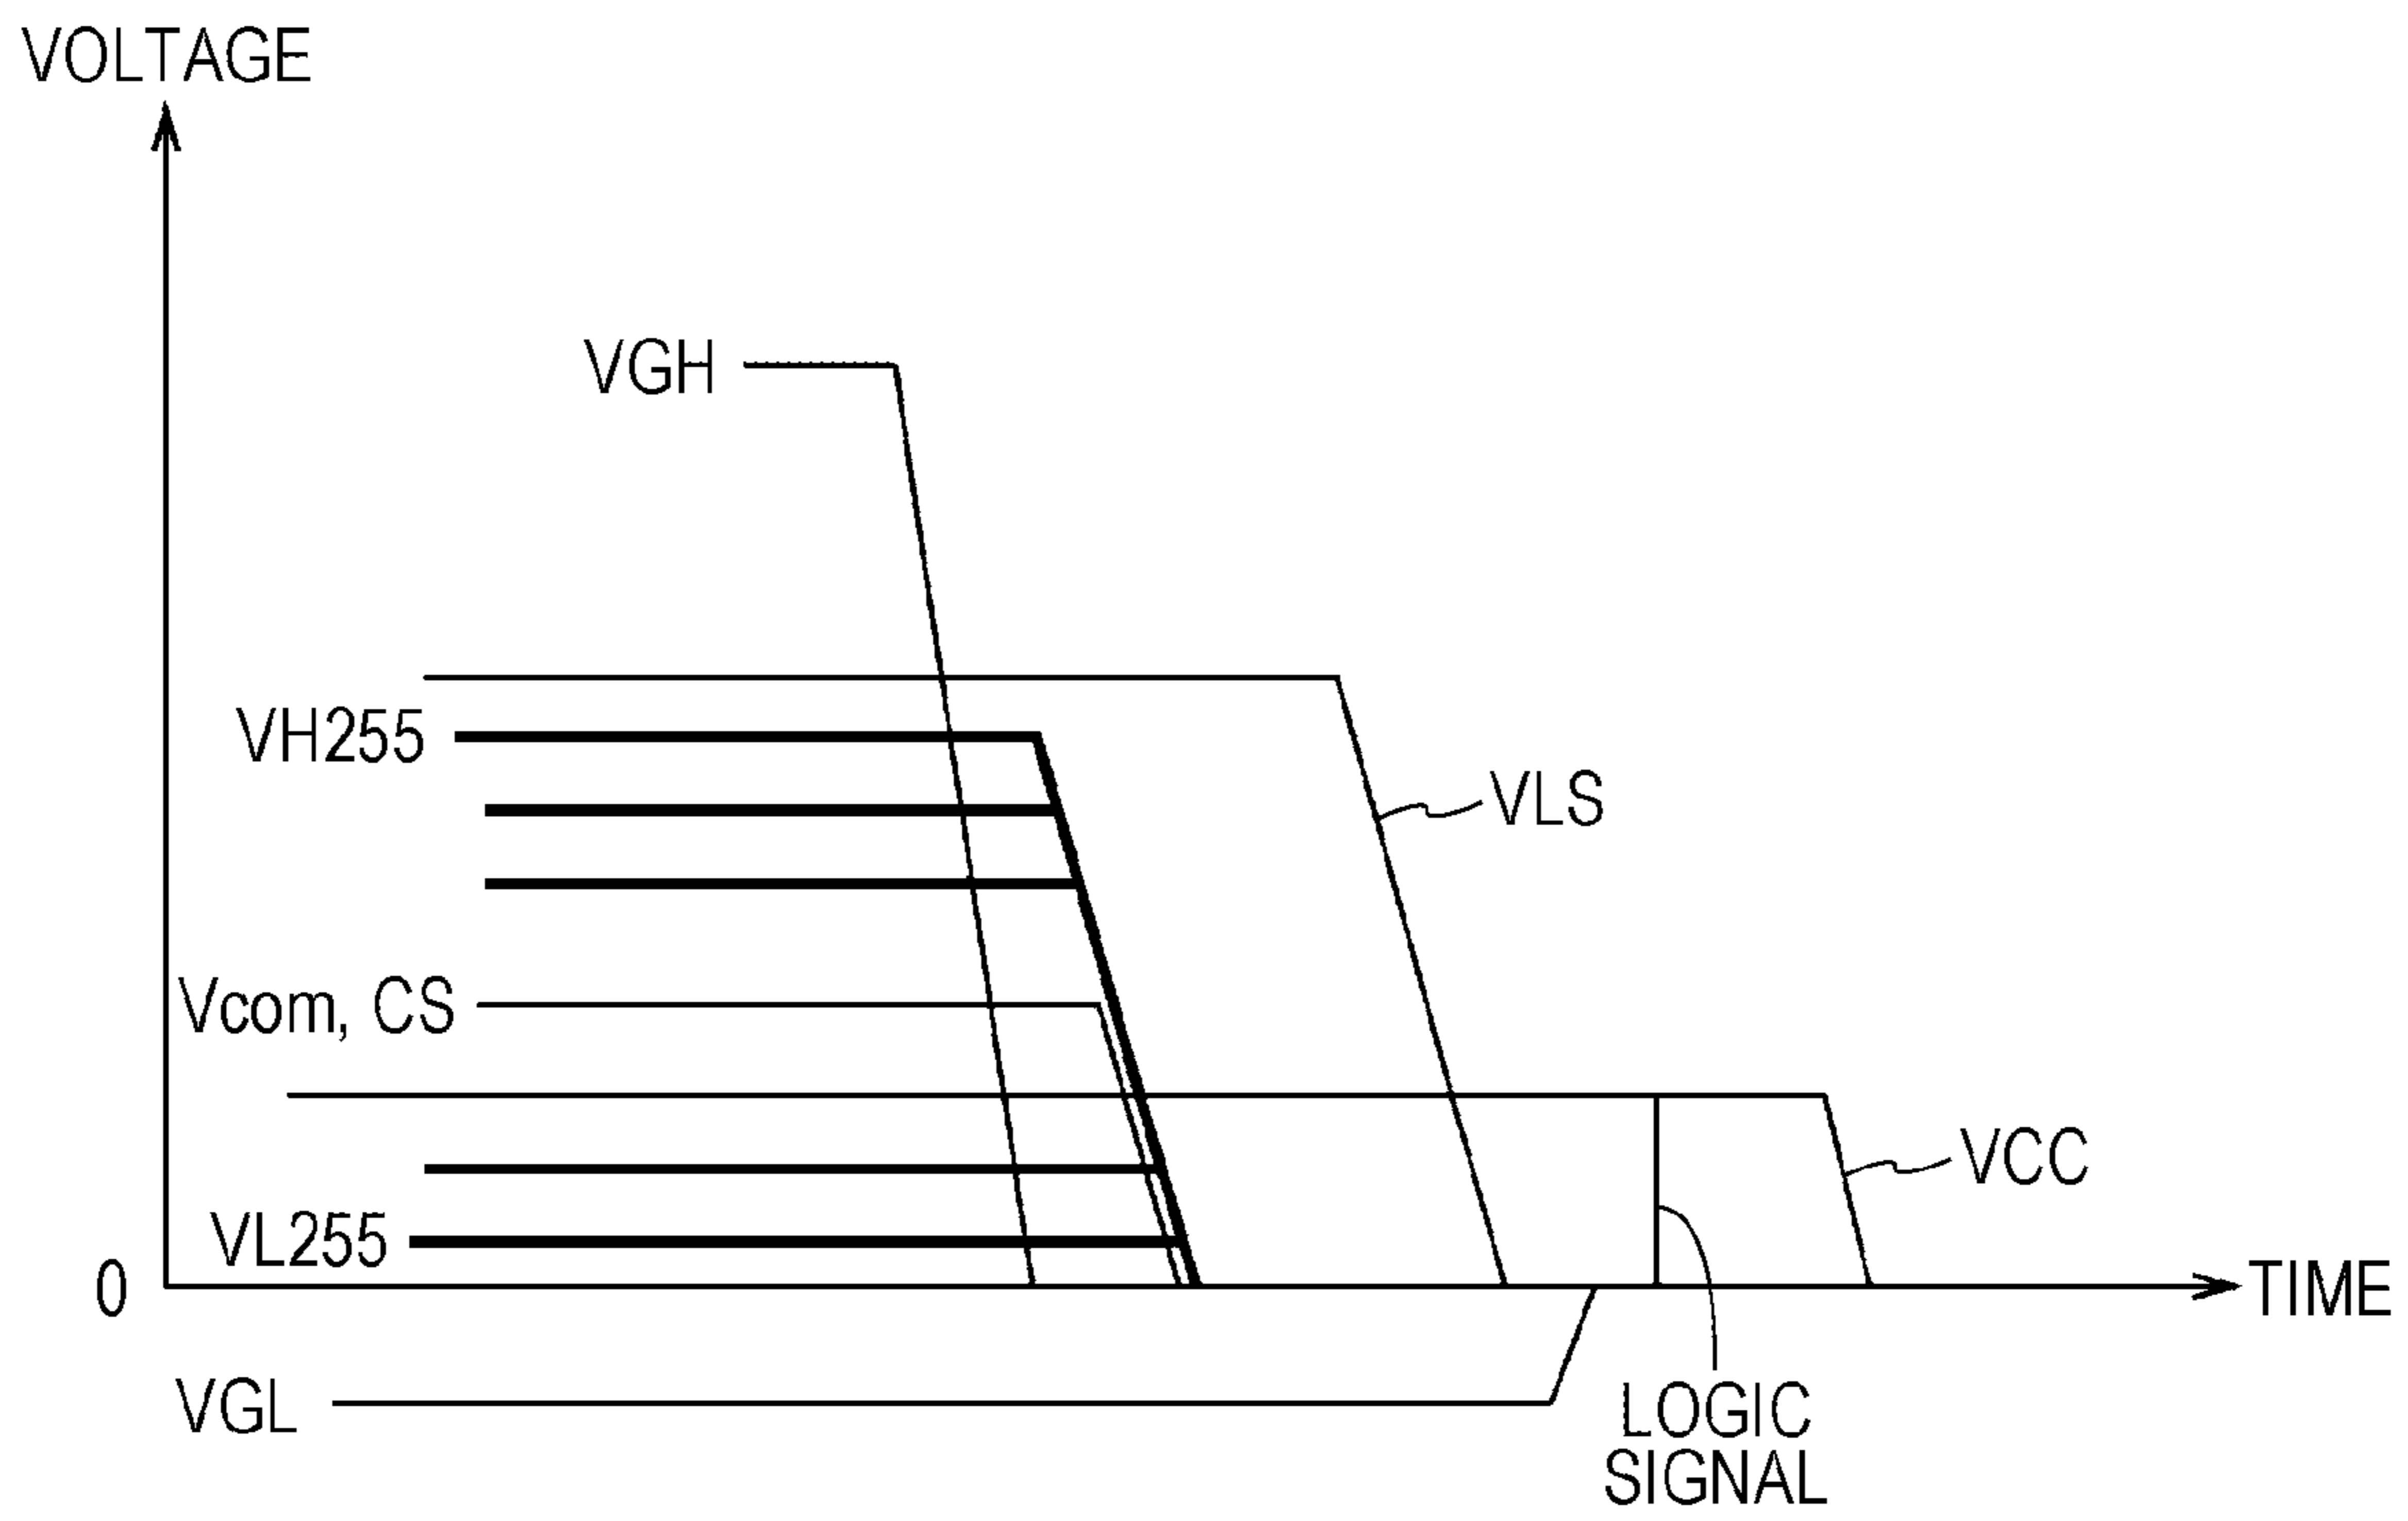 VOLTAGE
VGH
VH255
VLS
Vcom, CS
VCC
VL255
0
TIME
VGL
LOGIC
SIGNAL